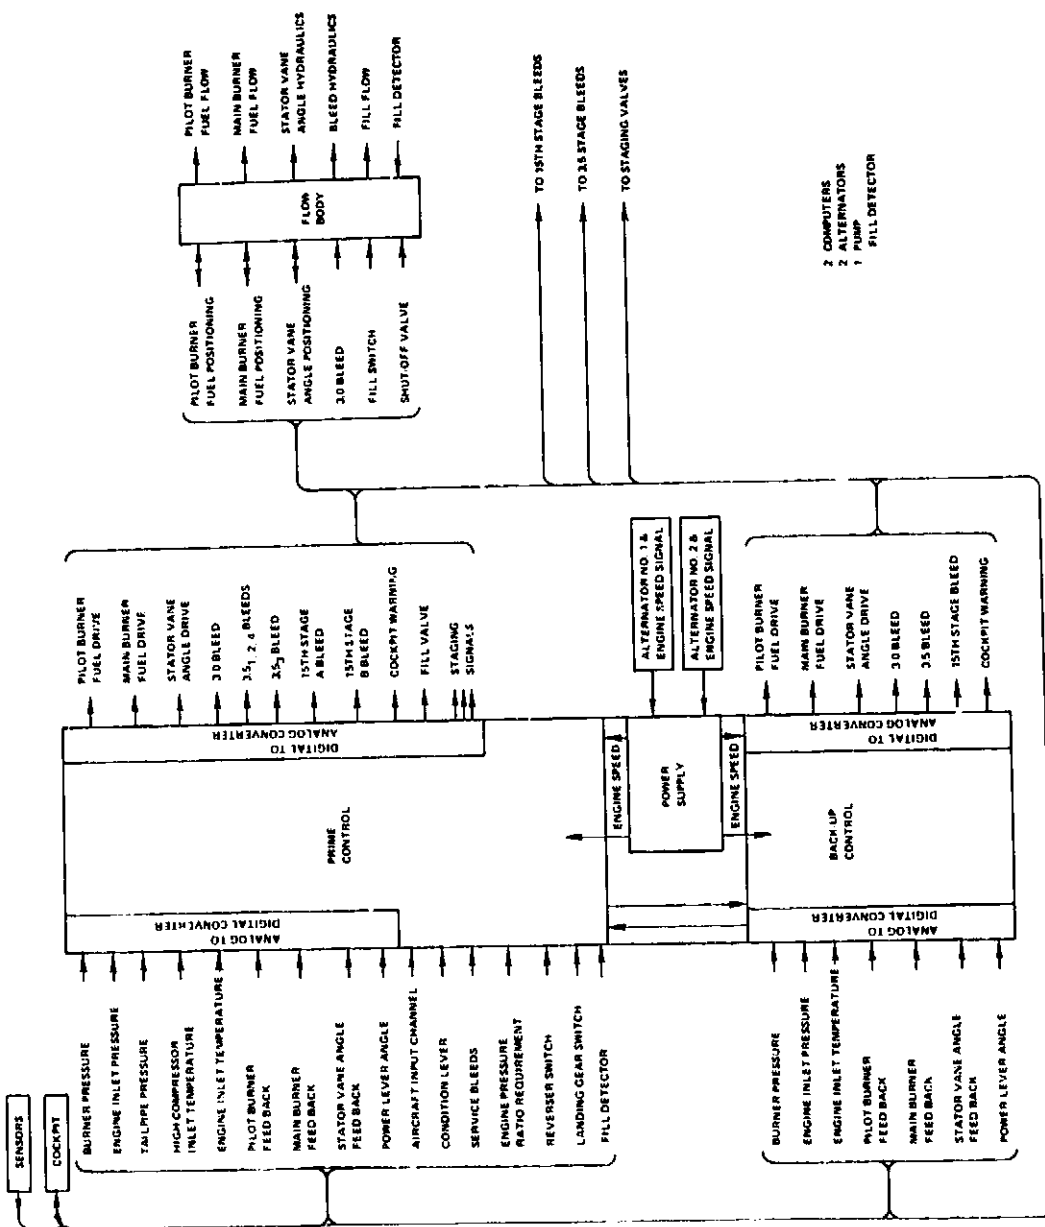 SENSORS
COCKPIT
BURNER PRESSURE
ENGINE INLET PRESSURE
TAILPIPE PRESSURE
HIGH COMPRESSOR
INLET TEMPERATURE
ENGINE INLET TEMPERATURE
PILOT BURNER
FEED BACK
MAIN BURNER
FEED BACK
STATOR VANE ANGLE
FEED BACK
POWER LEVER ANGLE
AIRCRAFT INPUT CHANNEL
CONDITION LEVER
SERVICE BLEEDS
ENGINE PRESSURE
RATIO REQUIREMENT
REVERSER SWITCH
LANDING GEAR SWITCH
FILL DETECTOR
ANALOG TO
DIGITAL CONVERTER
PRIME
CONTROL
DIGITAL TO
ANALOG CONVERTER
PILOT BURNER
FUEL DRIVE
MAIN BURNER
FUEL DRIVE
STATOR VANE
ANGLE DRIVE
3.0 BLEED
3.5 1, 2, 4 BLEEDS
3.5 3 BLEED
15TH STAGE
A BLEED
15TH STAGE
B BLEED
COCKPIT WARNING
FILL VALVE
STAGING
SIGNALS
ENGINE SPEED
POWER
SUPPLY
ENGINE SPEED
ALTERNATOR NO. 1 &
ENGINE SPEED SIGNAL
ALTERNATOR NO. 2 &
ENGINE SPEED SIGNAL
BURNER PRESSURE
ENGINE INLET PRESSURE
ENGINE INLET TEMPERATURE
PILOT BURNER
FEED BACK
MAIN BURNER
FEED BACK
STATOR VANE ANGLE
FEED BACK
POWER LEVER ANGLE
ANALOG TO
DIGITAL CONVERTER
BACK-UP
CONTROL
DIGITAL TO
ANALOG CONVERTER
PILOT BURNER
FUEL DRIVE
MAIN BURNER
FUEL DRIVE
STATOR VANE
ANGLE DRIVE
3.0 BLEED
3.5 BLEED
15TH STAGE BLEED
COCKPIT WARNING
PILOT BURNER
FUEL POSITIONING
MAIN BURNER
FUEL POSITIONING
STATOR VANE
ANGLE POSITIONING
3.0 BLEED
FILL SWITCH
SHUT-OFF VALVE
FLOW
BODY
PILOT BURNER
FUEL FLOW
MAIN BURNER
FUEL FLOW
STATOR VANE
ANGLE HYDRAULICS
BLEED HYDRAULICS
FILL FLOW
FILL DETECTOR
TO 15TH STAGE BLEEDS
TO 3.5 STAGE BLEEDS
TO STAGING VALVES
2 COMPUTERS
2 ALTERNATORS
1 PUMP
FILL DETECTOR